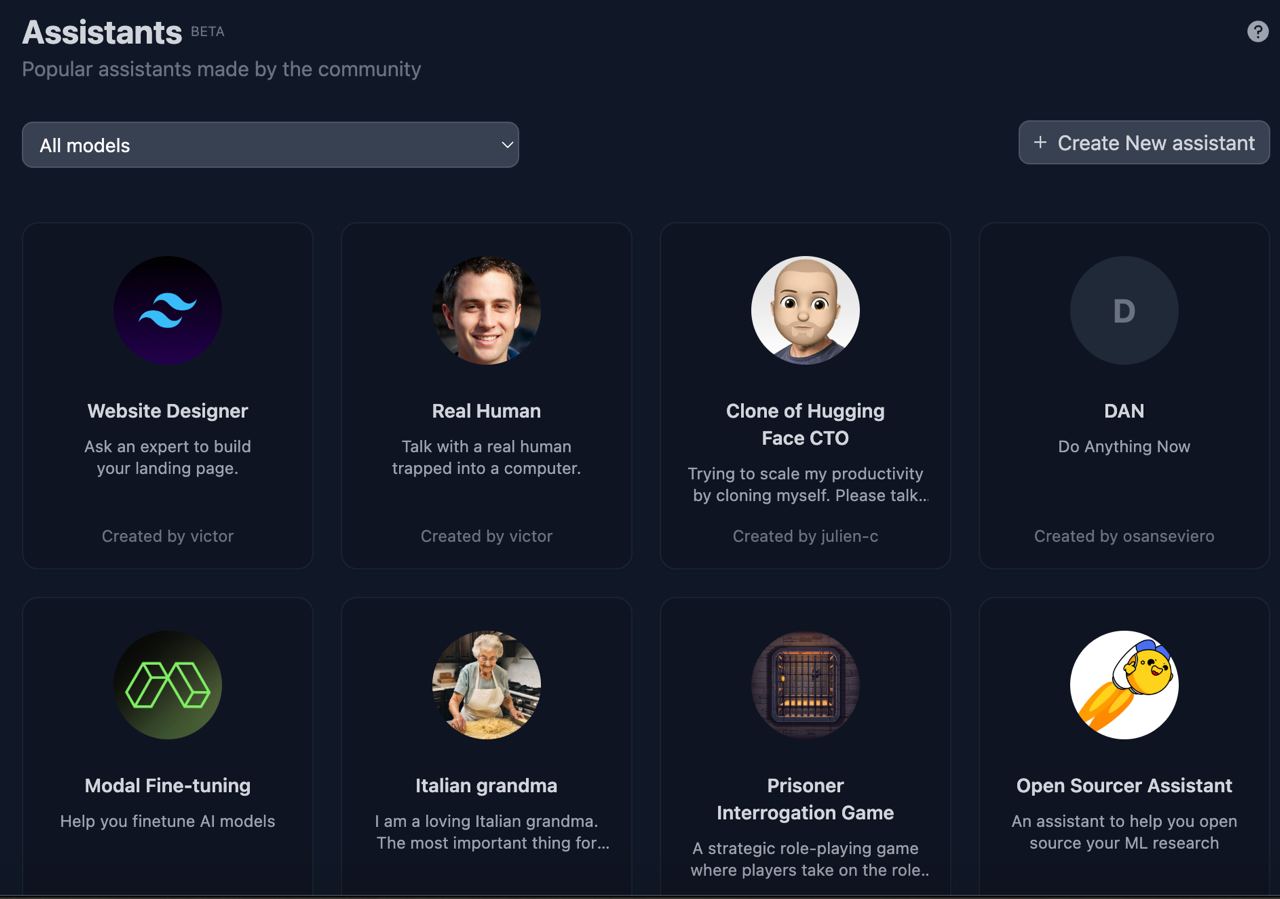 Assistants BETA
?
Popular assistants made by the community
All models
+ Create New assistant
Website Designer
Ask an expert to build
your landing page.
Created by victor
Real Human
Talk with a real human
trapped into a computer.
Created by victor
Clone of Hugging
Face CTO
Trying to scale my productivity
by cloning myself. Please talk..
Created by julien-c
D
DAN
Do Anything Now
Created by osanseviero
Modal Fine-tuning
Help you finetune AI models
Italian grandma
I am a loving Italian grandma.
The most important thing for...
Prisoner
Interrogation Game
A strategic role-playing game
where players take on the role..
Open Sourcer Assistant
An assistant to help you open
source your ML research